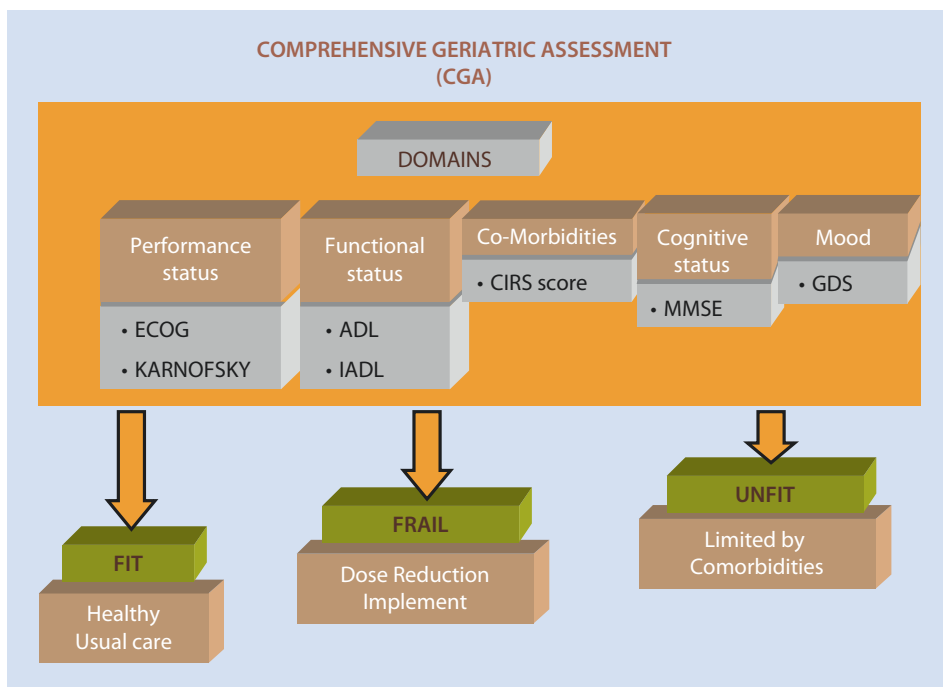 COMPREHENSIVE GERIATRIC ASSESSMENT
(CGA)
DOMAINS
Performance
status
• ECOG
• KARNOFSKY
Functional
status
• ADL
• IADL
Co-Morbidities
• CIRS score
Cognitive
status
• MMSE
Mood
• GDS
FIT
Healthy
Usual care
FRAIL
Dose Reduction
Implement
UNFIT
Limited by
Comorbidities